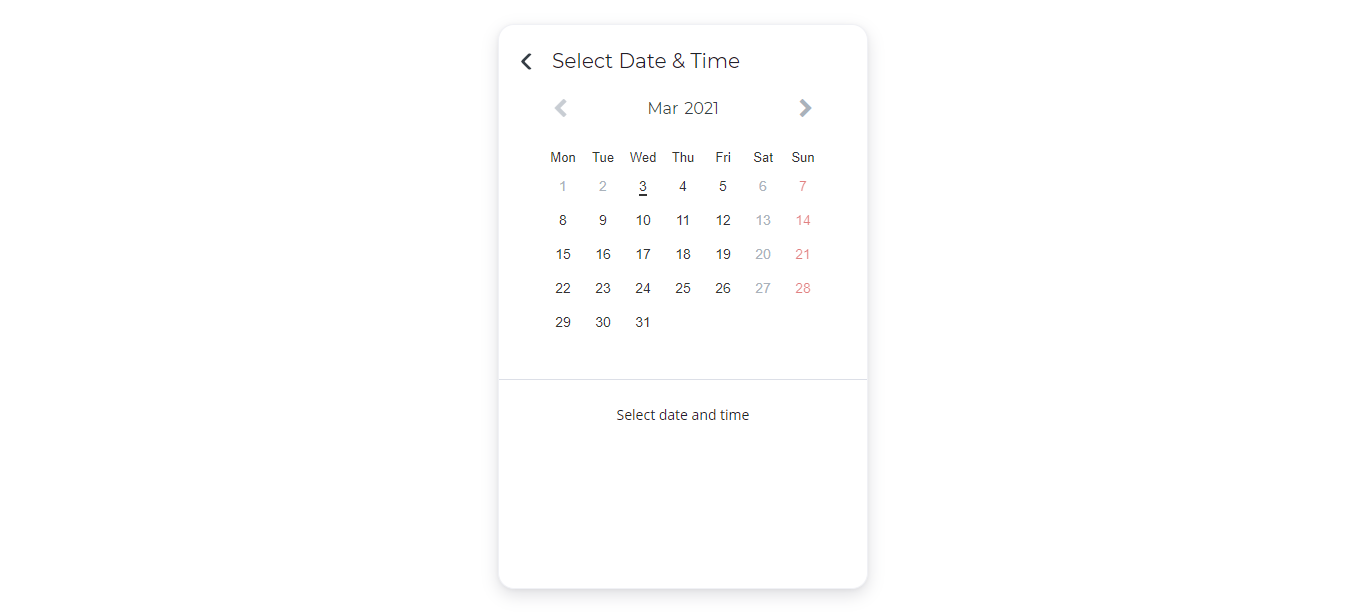 Select Date & Time
Mar 2021
Mon Tue Wed Thu Fri Sat Sun
1 2 3 4 5 6 7
8 9 10 11 12 13 14
15 16 17 18 19 20 21
22 23 24 25 26 27 28
29 30 31
Select date and time